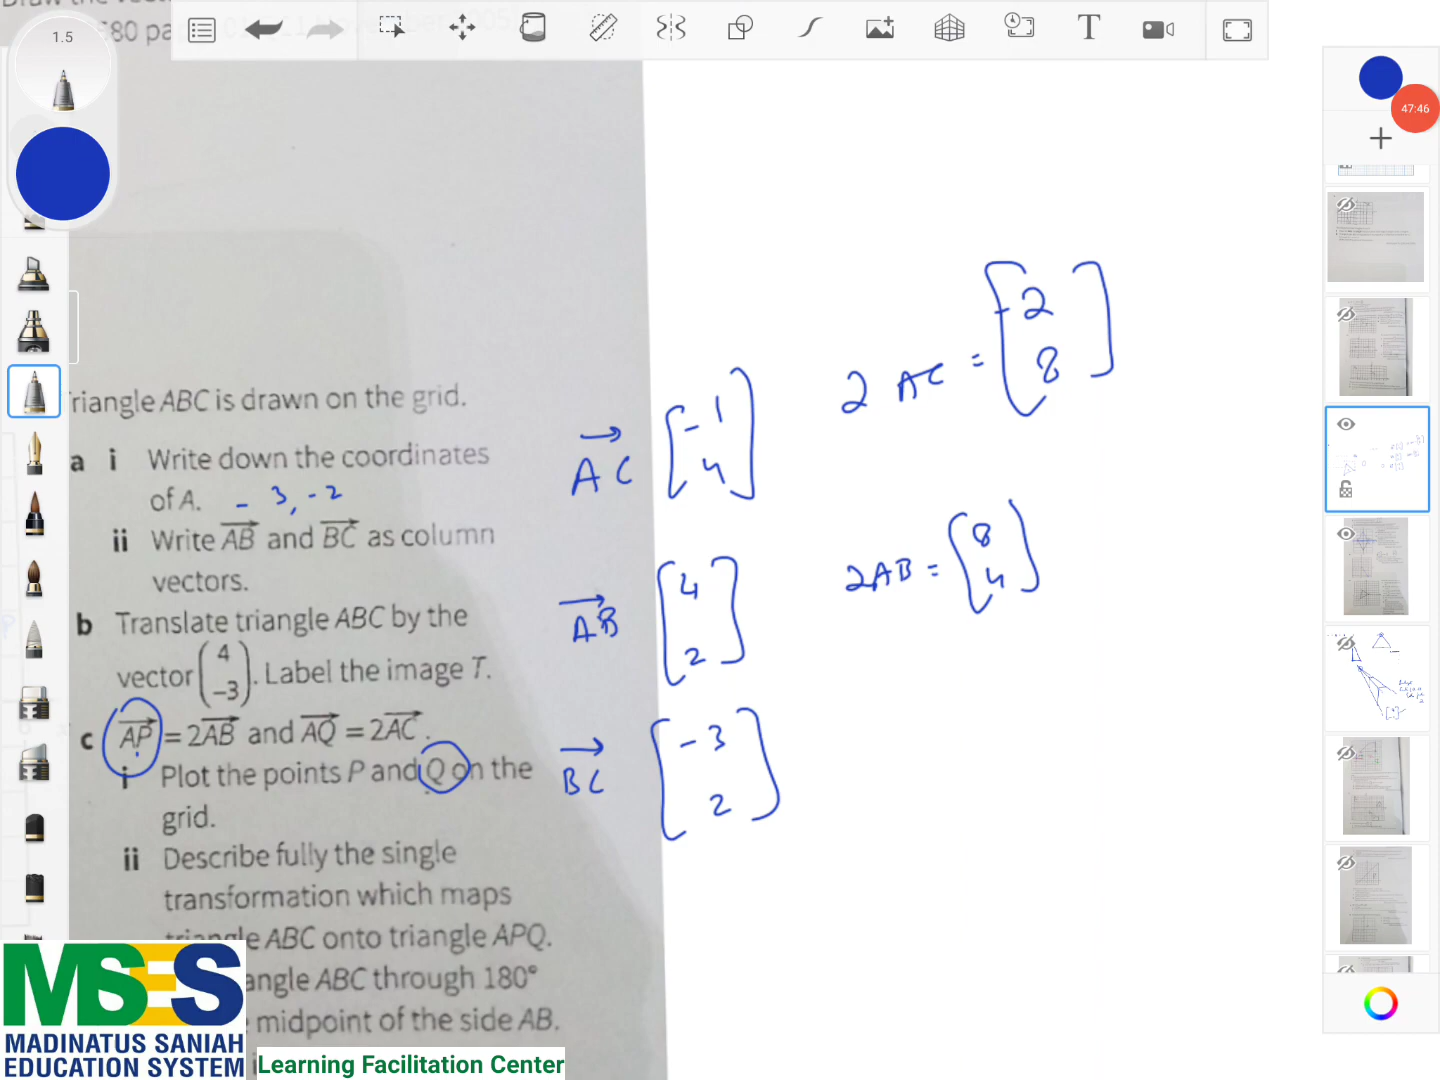 1.5
47:46
riangle ABC is drawn on the grid.
a i Write down the coordinates
of A. - 3, -2
ii Write AB and BC as column
vectors.
b Translate triangle ABC by the
vector (4 -3). Label the image T.
c AP = 2AB and AQ = 2AC.
i Plot the points P and Q on the
grid.
ii Describe fully the single
transformation which maps
triangle ABC onto triangle APQ.
angle ABC through 180°
midpoint of the side AB.
AC [-1 4]
AB [4 2]
BC [-3 2]
2 AC = [-2 8]
2AB = [8 4]
MSES
MADINATUS SANIAH
EDUCATION SYSTEM
Learning Facilitation Center